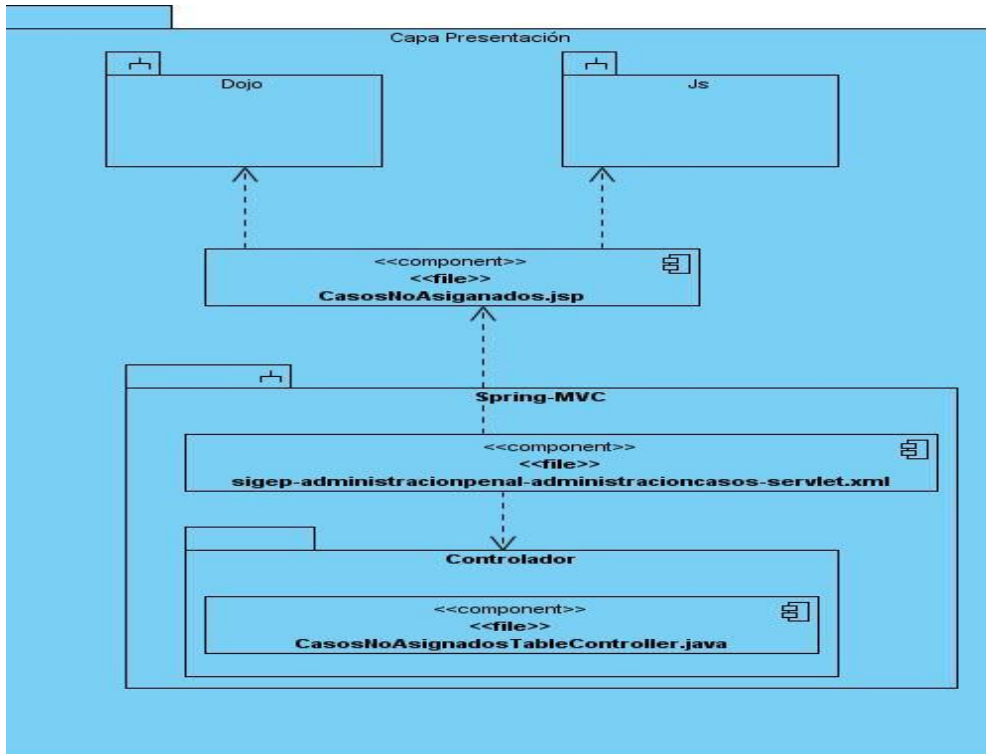 Capa Presentación
Dojo
Js
<<component>>
<<file>>
CasosNoAsiganados.jsp
Spring-MVC
<<component>>
<<file>>
sigep-administracionpenal-administracioncasos-servlet.xml
Controlador
<<component>>
<<file>>
CasosNoAsignadosTableController.java